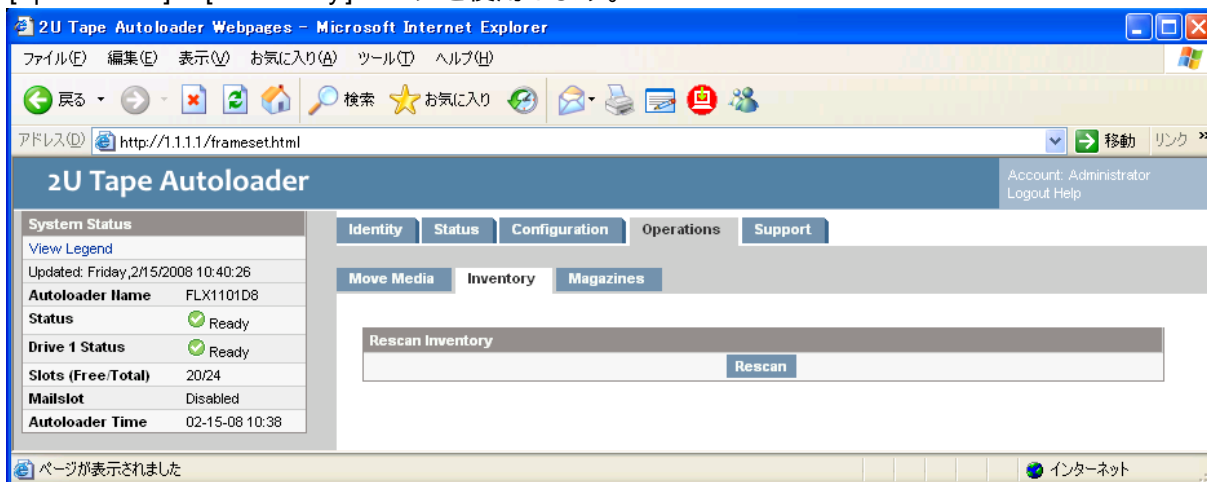 2U Tape Autoloader Webpages - Microsoft Internet Explorer
ファイル(F) 編集(E) 表示(V) お気に入り(A) ツール(T) ヘルプ(H)
戻る 検索 お気に入り
アドレス(D) http://1.1.1.1/frameset.html 移動 リンク »
2U Tape Autoloader
Account: Administrator
Logout Help
System Status
View Legend
Updated: Friday,2/15/2008 10:40:26
Autoloader Name FLX1101D8
Status Ready
Drive 1 Status Ready
Slots (Free/Total) 20/24
Mailslot Disabled
Autoloader Time 02-15-08 10:38
Identity Status Configuration Operations Support
Move Media Inventory Magazines
Rescan Inventory
Rescan
ページが表示されました インターネット